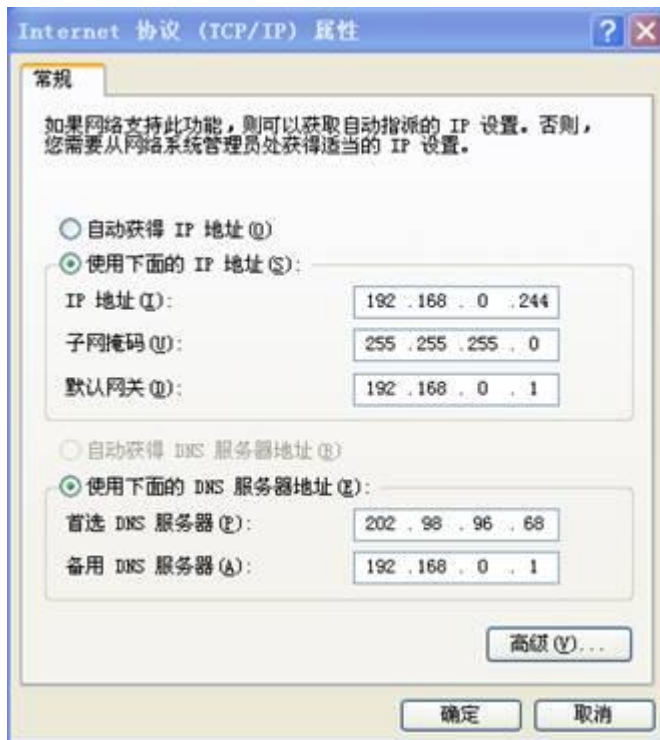 Internet 协议 (TCP/IP) 属性
常规
如果网络支持此功能，则可以获取自动指派的 IP 设置。否则，
您需要从网络系统管理员处获得适当的 IP 设置。
自动获得 IP 地址(O)
使用下面的 IP 地址(S):
IP 地址(I): 192 .168 . 0 .244
子网掩码(U): 255 .255 .255 . 0
默认网关(D): 192 .168 . 0 . 1
自动获得 DNS 服务器地址(B)
使用下面的 DNS 服务器地址(E):
首选 DNS 服务器(P): 202 . 98 . 96 . 68
备用 DNS 服务器(A): 192 .168 . 0 . 1
高级(V)...
确定 取消